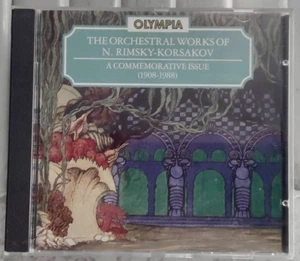 OLYMPIA
THE ORCHESTRAL WORKS OF
N. RIMSKY-KORSAKOV
A COMMEMORATIVE ISSUE
(1908-1988)